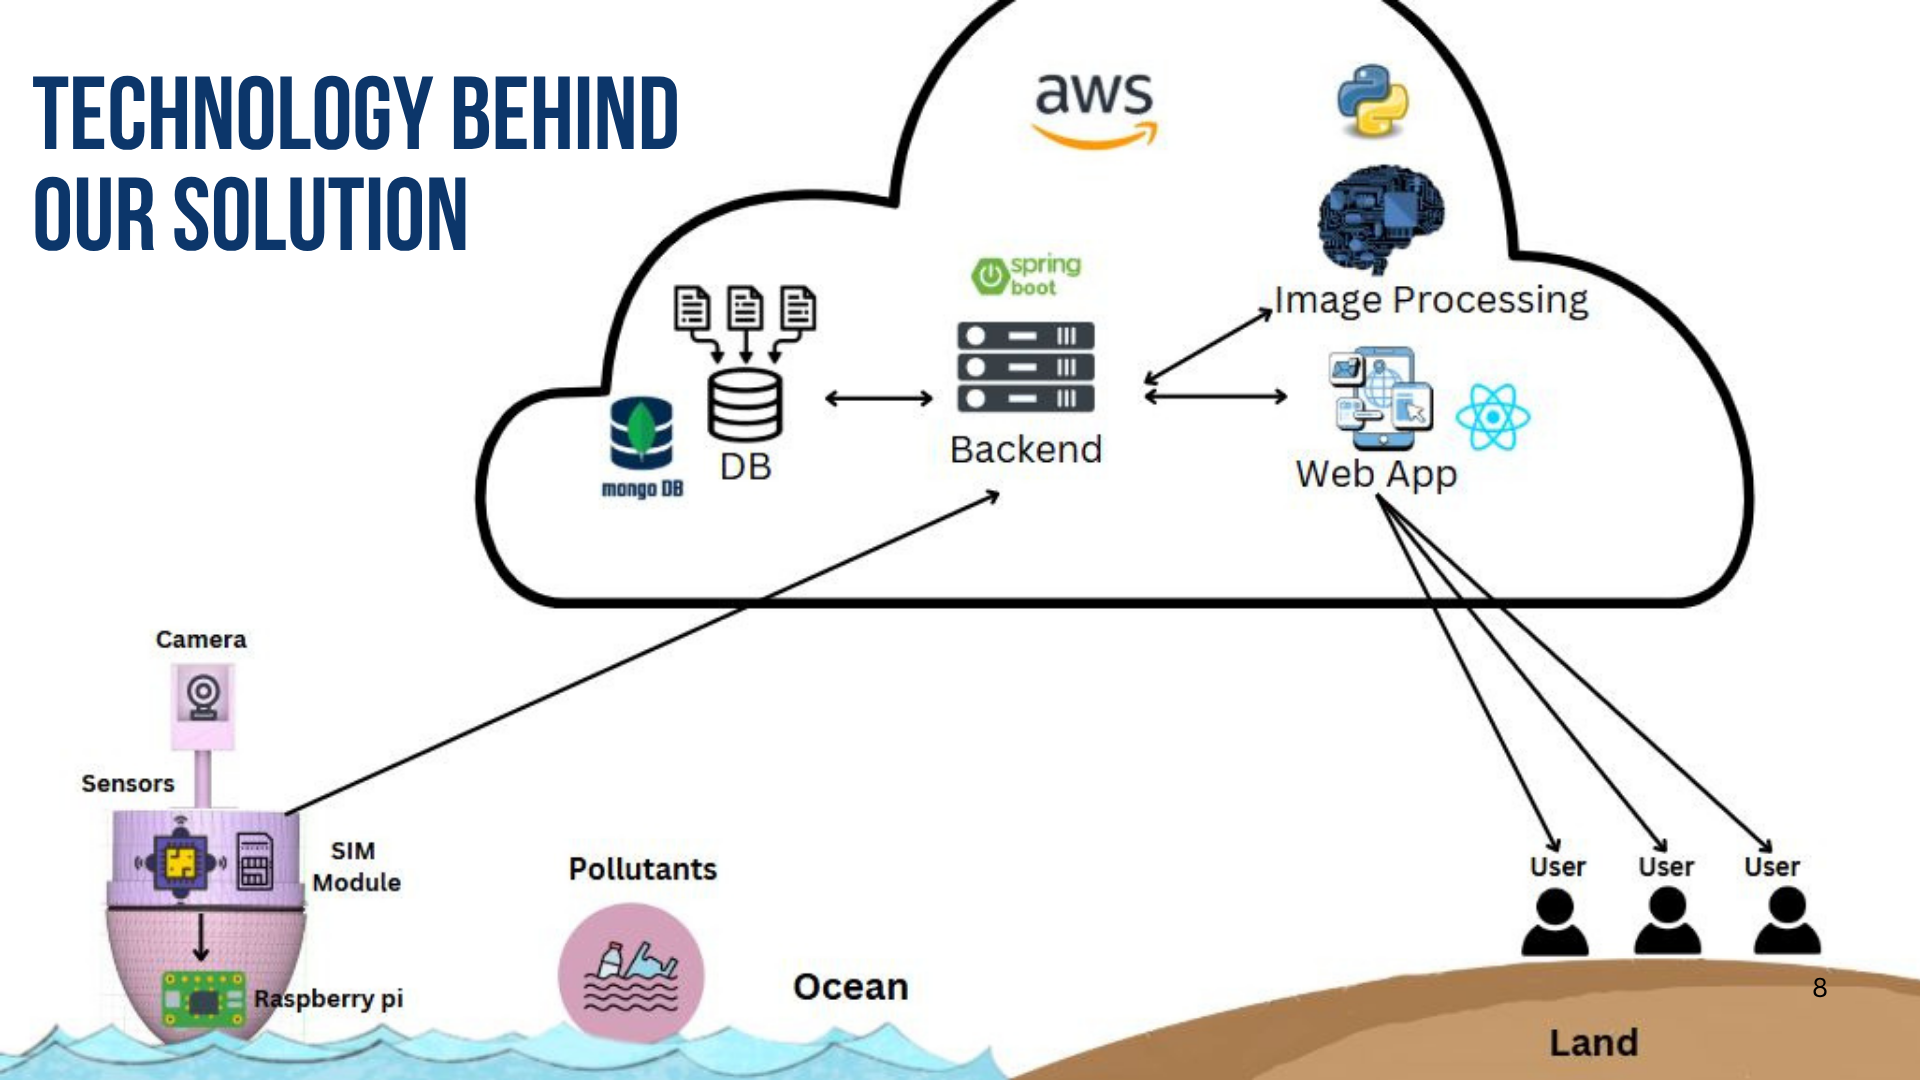 TECHNOLOGY BEHIND
OUR SOLUTION
aws
spring
boot
Image Processing
mongo DB
DB
Backend
Web App
Camera
Sensors
SIM
Module
Raspberry pi
Pollutants
Ocean
User
User
User
8
Land